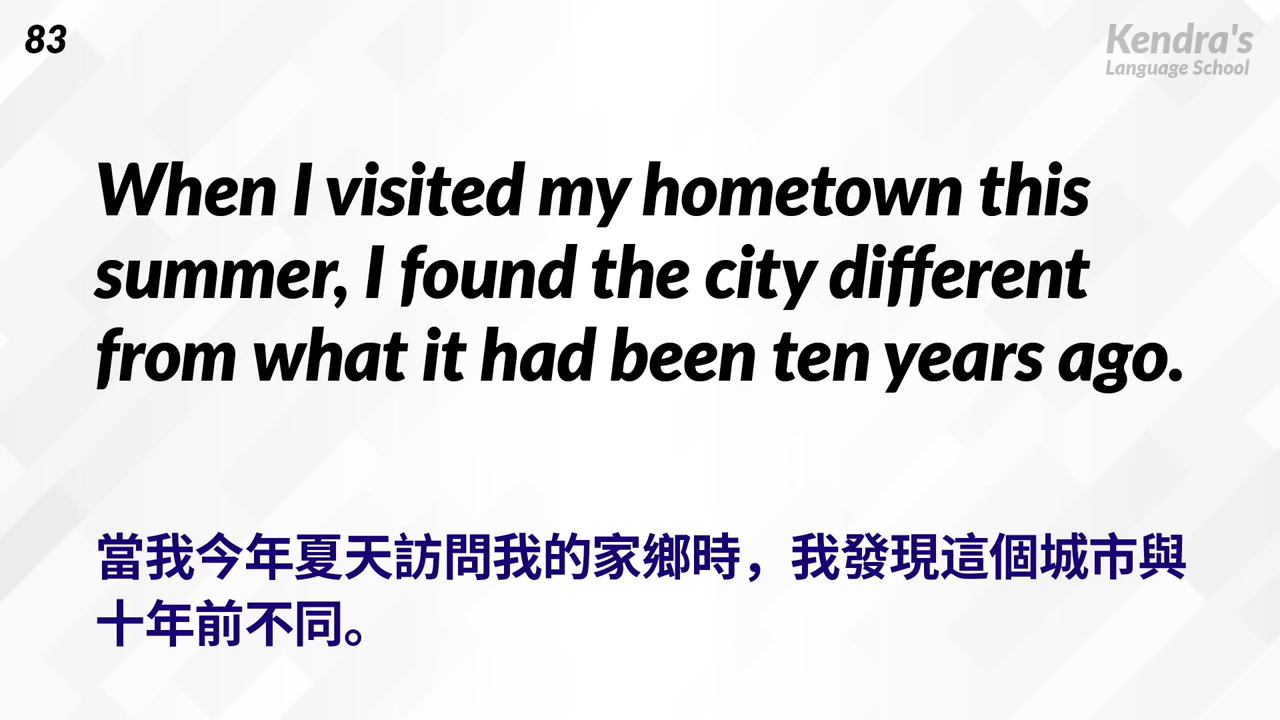 83
Kendra's
Language School
When I visited my hometown this
summer, I found the city different
from what it had been ten years ago.
當我今年夏天訪問我的家鄉時，我發現這個城市與
十年前不同。